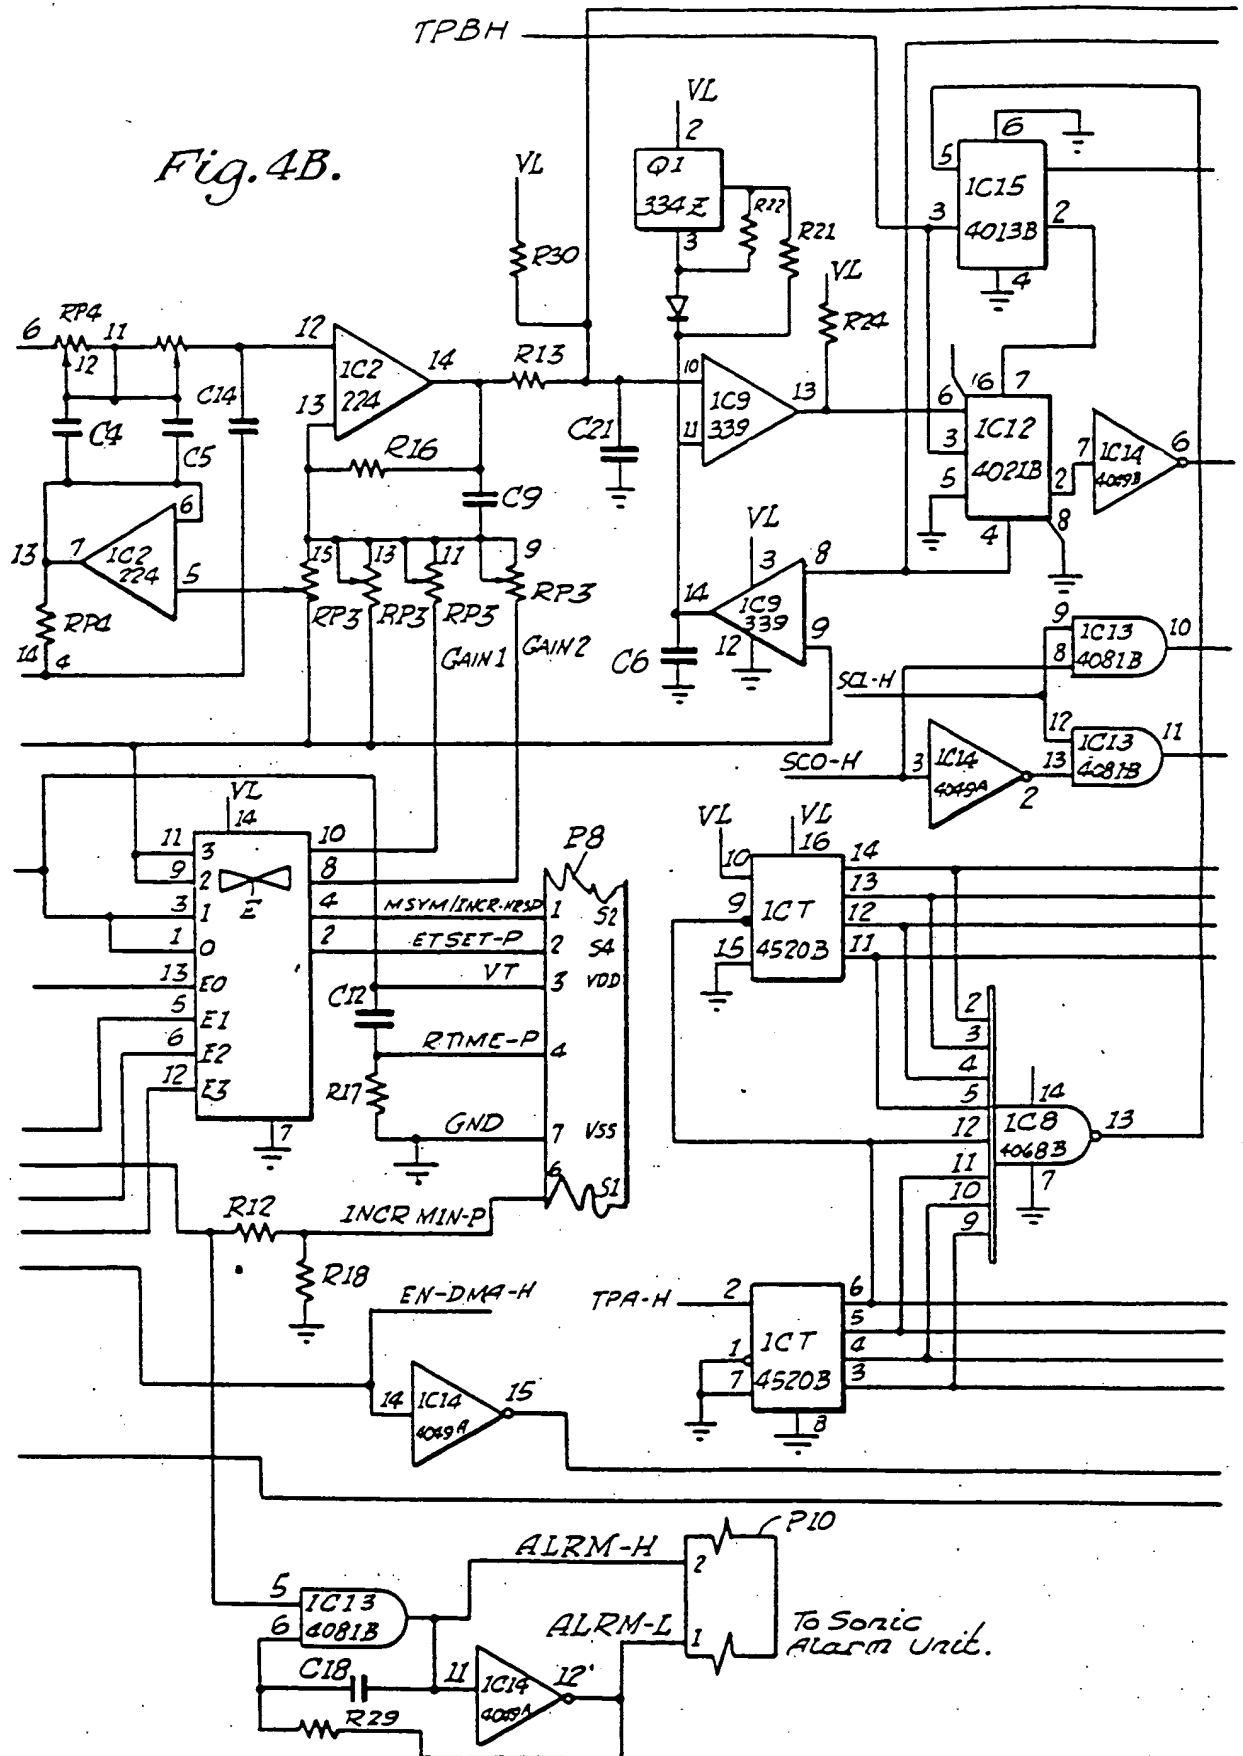 TPBH
Fig. 4B.
VL
2
Q1
334Z
3
R22
R21
VL
R30
VL
R24
6
5
IC15
4013B
3
2
4
6
RP4
11
12
C14
C4
C5
12
IC2
224
14
13
R13
R16
C9
C21
10
11
IC9
339
13
16
7
6
3
5
IC12
4021B
2
4
8
7
IC14
4049B
6
6
7
IC2
224
5
13
RP4
14
4
15
13
11
9
RP3
RP3
RP3
RP3
GAIN 1
GAIN 2
VL
3
8
14
IC9
339
12
9
C6
9
8
IC13
4081B
10
SC1-H
12
13
IC13
4081B
11
SCO-H
3
IC14
4049A
2
VL
14
11
3
9
2
3
1
1
0
13
E0
5
E1
6
E2
12
E3
E
10
8
4
2
7
MSYM/INCR-HRSP
ETSET-P
VT
RTIME-P
GND
INCR MIN-P
C12
R17
P8
1
S2
2
S4
3
VDD
4
7
VSS
6
S1
VL
VL
16
10
9
15
ICT
4520B
14
13
12
11
2
3
4
5
12
11
10
9
14
IC8
4068B
13
7
R12
R18
EN-DMA-H
14
IC14
4049A
15
TPA-H
2
1
7
ICT
4520B
6
5
4
3
8
ALRM-H
P10
2
5
6
IC13
4081B
ALRM-L
1
To Sonic
Alarm Unit.
C18
11
IC14
4049A
12
R29